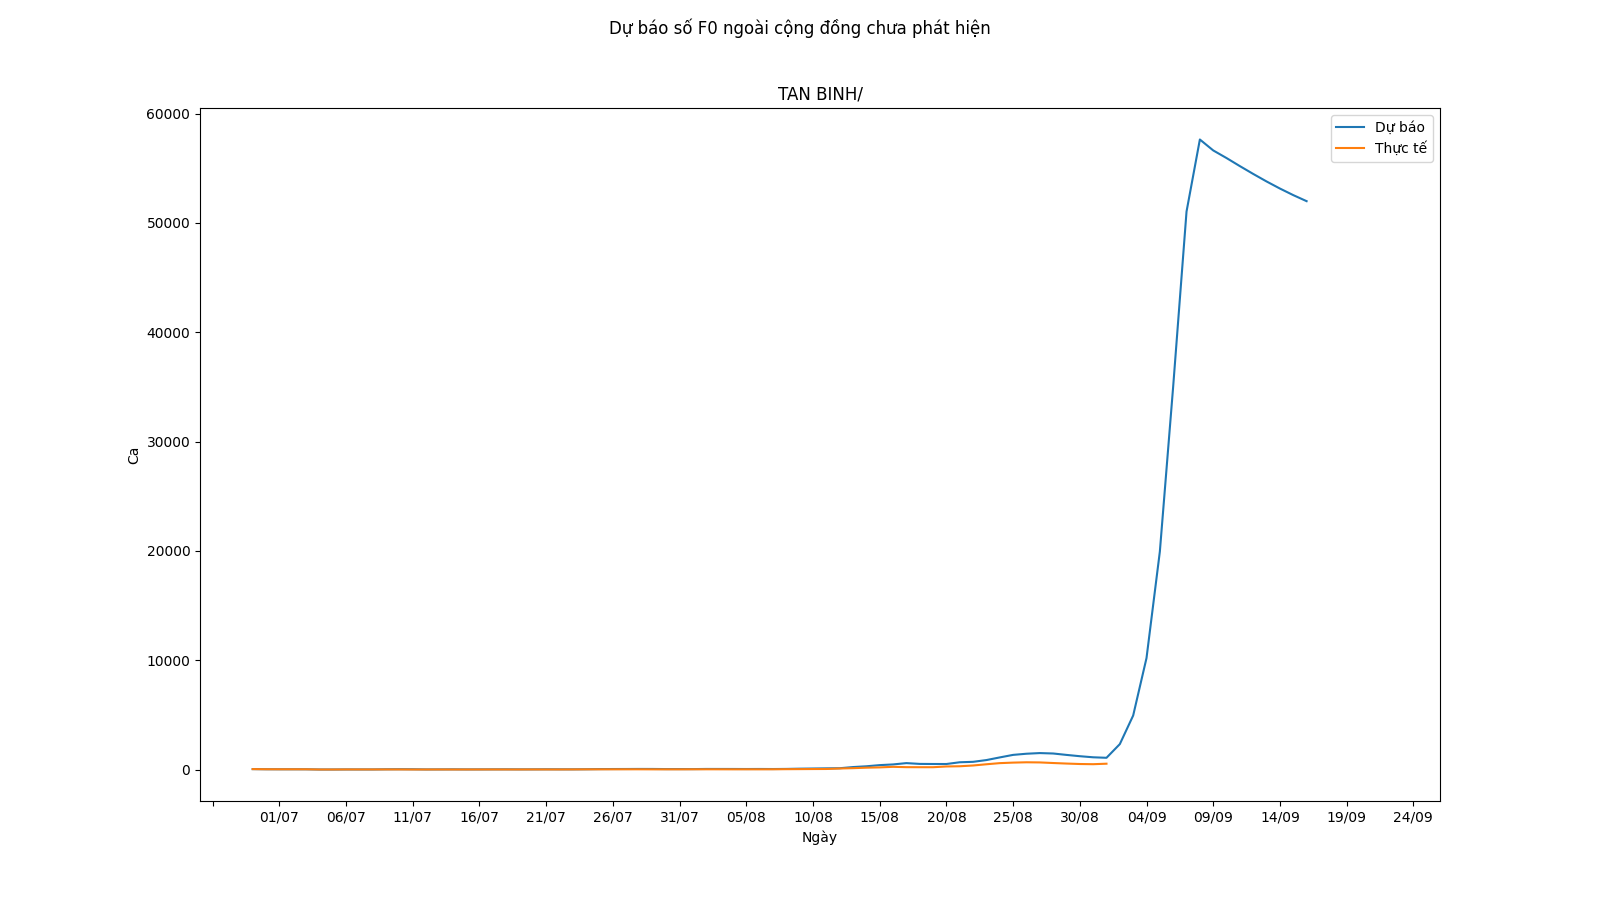 Dự báo số F0 ngoài cộng đồng chưa phát hiện
TAN BINH/
Dự báo
Thực tế
60000
50000
40000
30000
20000
10000
0
Ca
01/07 06/07 11/07 16/07 21/07 26/07 31/07 05/08 10/08 15/08 20/08 25/08 30/08 04/09 09/09 14/09 19/09 24/09
Ngày